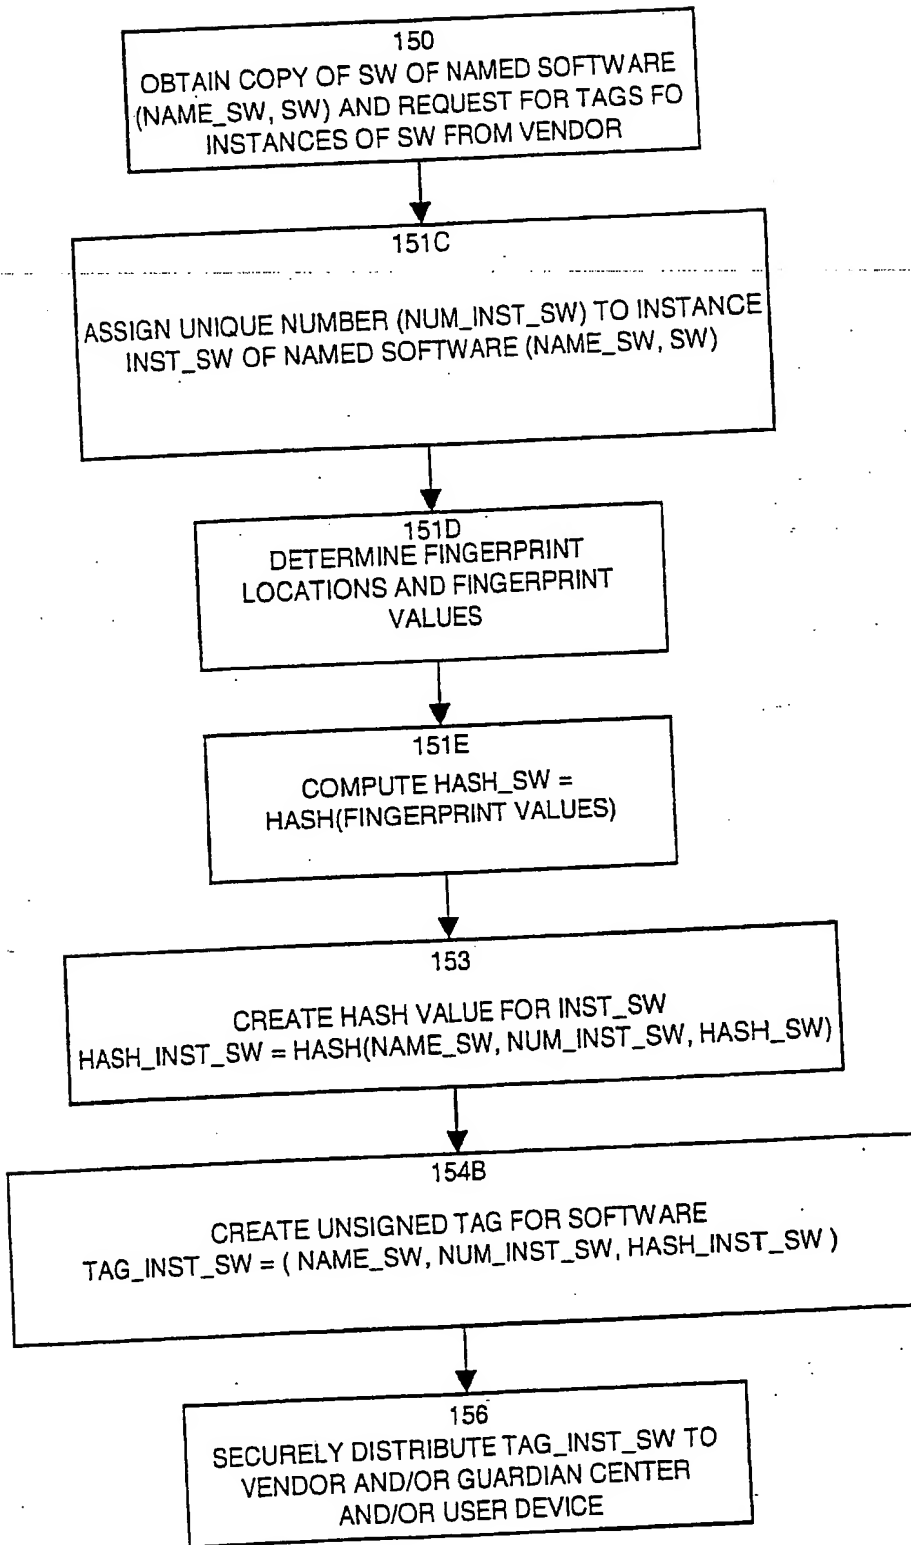 150
OBTAIN COPY OF SW OF NAMED SOFTWARE
(NAME_SW, SW) AND REQUEST FOR TAGS FO
INSTANCES OF SW FROM VENDOR
151C
ASSIGN UNIQUE NUMBER (NUM_INST_SW) TO INSTANCE
INST_SW OF NAMED SOFTWARE (NAME_SW, SW)
151D
DETERMINE FINGERPRINT
LOCATIONS AND FINGERPRINT
VALUES
151E
COMPUTE HASH_SW =
HASH(FINGERPRINT VALUES)
153
CREATE HASH VALUE FOR INST_SW
HASH_INST_SW = HASH(NAME_SW, NUM_INST_SW, HASH_SW)
154B
CREATE UNSIGNED TAG FOR SOFTWARE
TAG_INST_SW = ( NAME_SW, NUM_INST_SW, HASH_INST_SW )
156
SECURELY DISTRIBUTE TAG_INST_SW TO
VENDOR AND/OR GUARDIAN CENTER
AND/OR USER DEVICE